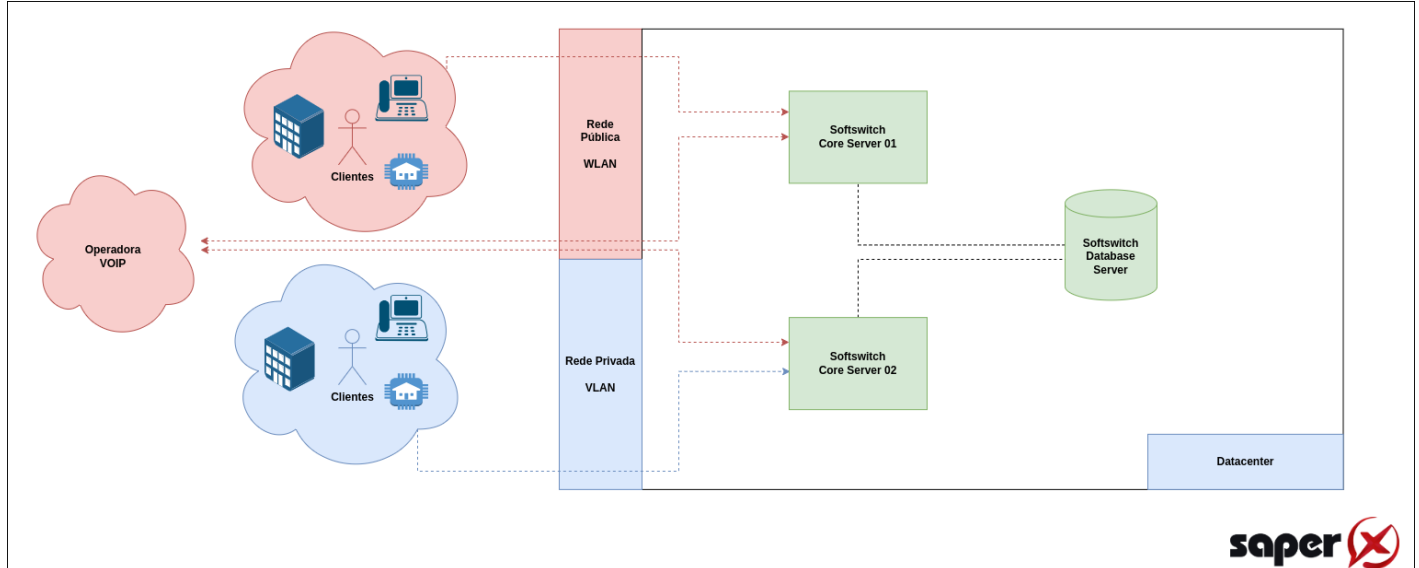 Clientes
Operadora
VOIP
Clientes
Rede
Pública
WLAN
Rede Privada
VLAN
Softswitch
Core Server 01
Softswitch
Database
Server
Softswitch
Core Server 02
Datacenter
saperx